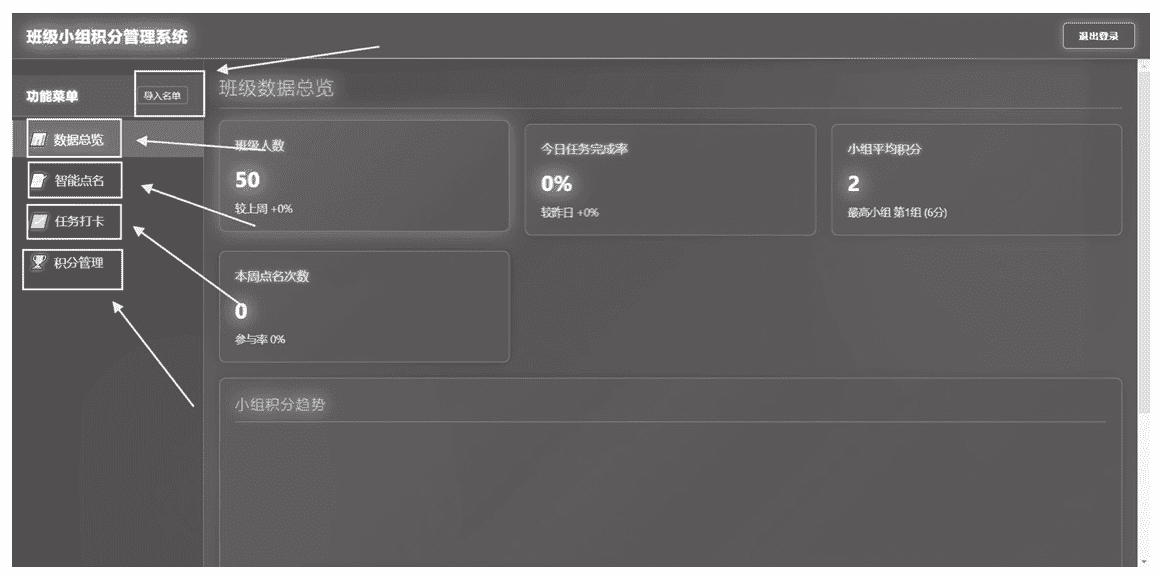 班级小组积分管理系统
退出登录
功能菜单
导入名单
数据总览
智能点名
任务打卡
积分管理
班级数据总览
班级人数
50
较上周 +0%
今日任务完成率
0%
较昨日 +0%
小组平均积分
2
最高小组 第1组 (6分)
本周点名次数
0
参与率 0%
小组积分趋势